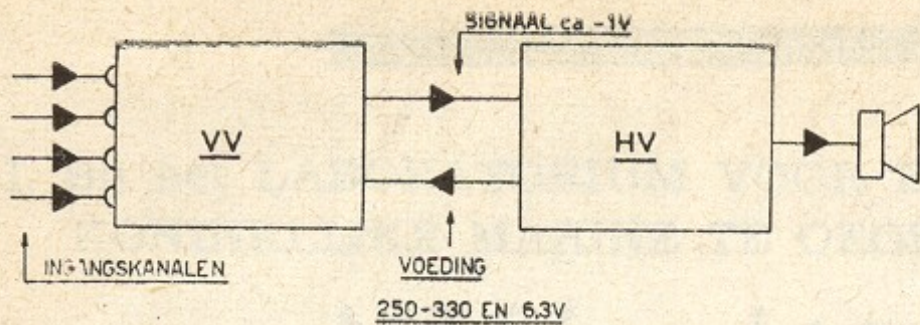 SIGNAAL ca -1V
VV
HV
INGANGSKANALEN
VOEDING
250-330 EN 6,3V